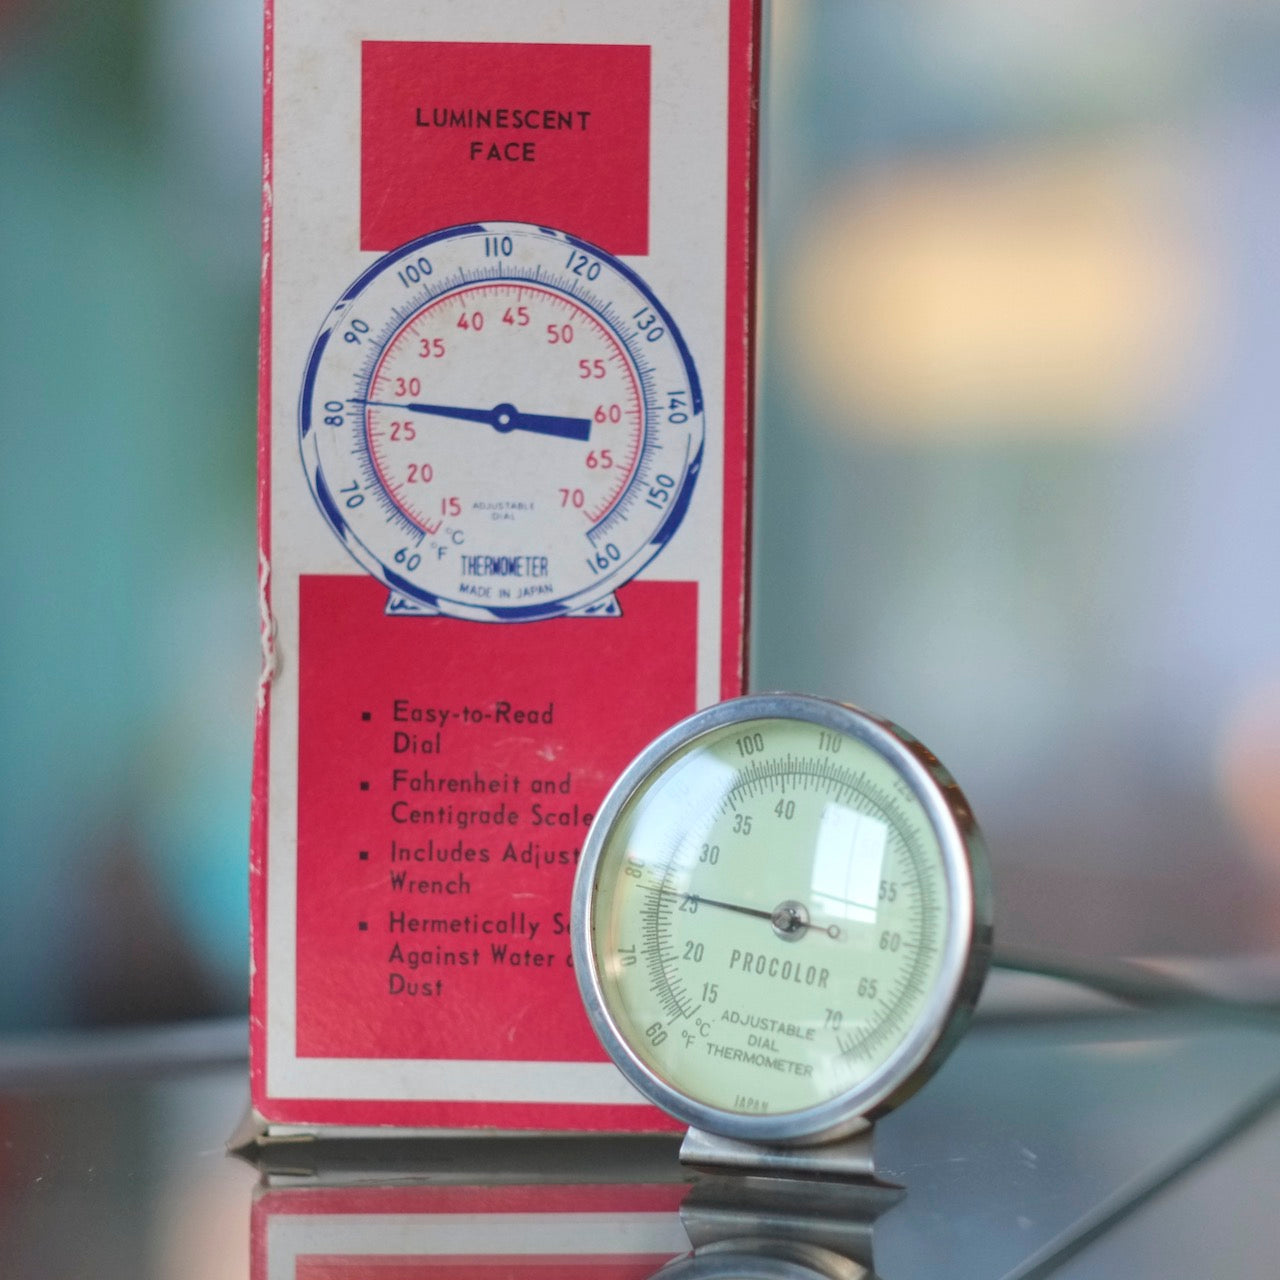 LUMINESCENT
FACE
110
100
120
90
130
80
140
70
150
60
160
45
40
50
35
55
30
60
25
65
20
70
15
ADJUSTABLE
DIAL
°C
°F
THERMOMETER
MADE IN JAPAN
▪ Easy-to-Read
Dial
▪ Fahrenheit and
Centigrade Scale
▪ Includes Adjust
Wrench
▪ Hermetically
Against Water
Dust
100
110
120
80
70
60
40
35
30
55
25
60
20
65
15
70
PROCOLOR
°C
°F
ADJUSTABLE
DIAL
THERMOMETER
JAPAN